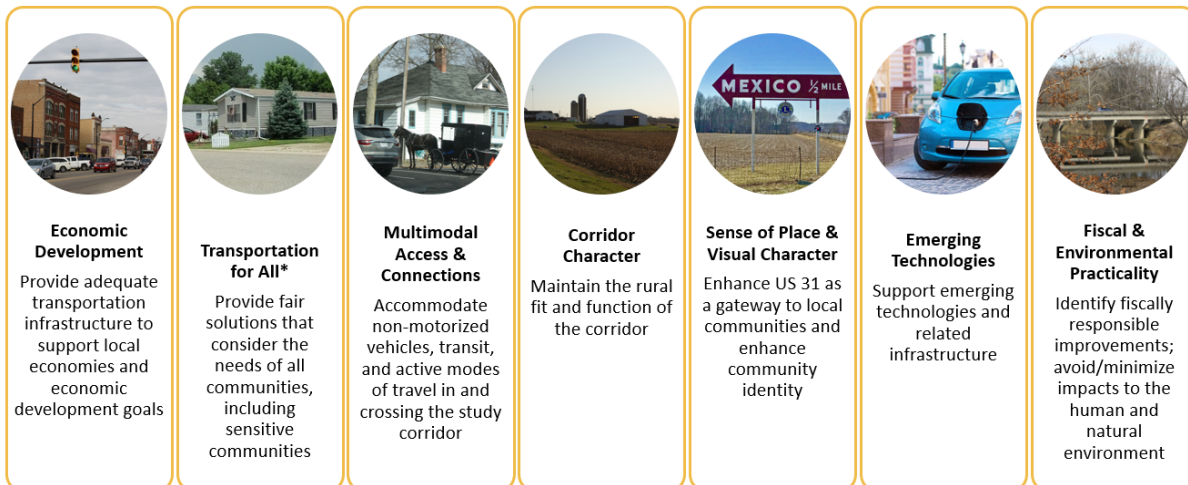 Economic
Development
Provide adequate
transportation
infrastructure to
support local
economies and
economic
development goals
Transportation
for All*
Provide fair
solutions that
consider the
needs of all
communities,
including
sensitive
communities
Multimodal
Access &
Connections
Accommodate
non-motorized
vehicles, transit,
and active modes
of travel in and
crossing the study
corridor
Corridor
Character
Maintain the rural
fit and function of
the corridor
MEXICO ½ MILE
Sense of Place &
Visual Character
Enhance US 31 as
a gateway to local
communities and
enhance
community
identity
Emerging
Technologies
Support emerging
technologies and
related
infrastructure
Fiscal &
Environmental
Practicality
Identify fiscally
responsible
improvements;
avoid/minimize
impacts to the
human and
natural
environment